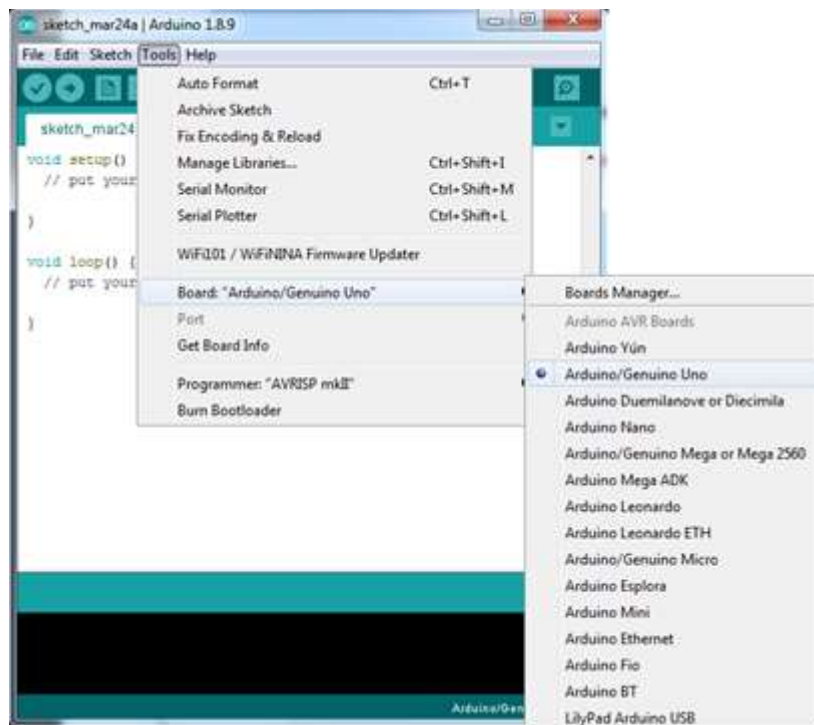 sketch_mar24a | Arduino 1.8.9
File Edit Sketch Tools Help
sketch_mar24
void setup()
// put your
}
void loop() {
// put your
}
Auto Format Ctrl+T
Archive Sketch
Fix Encoding & Reload
Manage Libraries... Ctrl+Shift+I
Serial Monitor Ctrl+Shift+M
Serial Plotter Ctrl+Shift+L
WiFi101 / WiFiNINA Firmware Updater
Board: "Arduino/Genuino Uno"
Port
Get Board Info
Programmer: "AVRISP mkII"
Burn Bootloader
Boards Manager...
Arduino AVR Boards
Arduino Yún
Arduino/Genuino Uno
Arduino Duemilanove or Diecimila
Arduino Nano
Arduino/Genuino Mega or Mega 2560
Arduino Mega ADK
Arduino Leonardo
Arduino Leonardo ETH
Arduino/Genuino Micro
Arduino Esplora
Arduino Mini
Arduino Ethernet
Arduino Fio
Arduino BT
LilyPad Arduino USB
Arduino/Gen